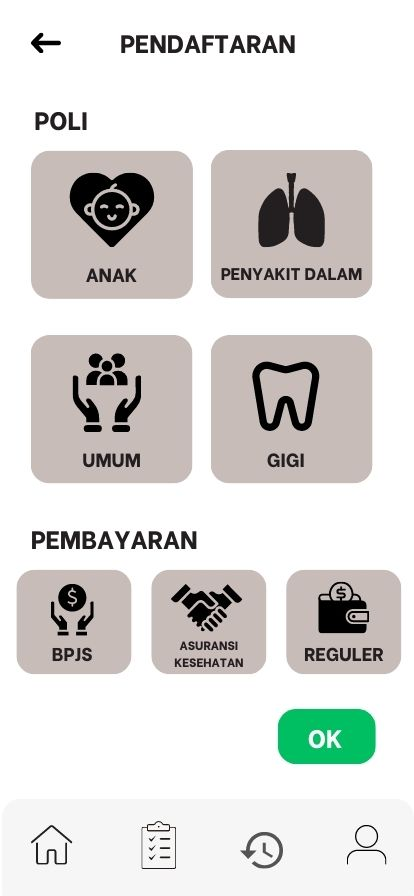 PENDAFTARAN
POLI
ANAK
PENYAKIT DALAM
UMUM
GIGI
PEMBAYARAN
BPJS
ASURANSI
KESEHATAN
REGULER
OK